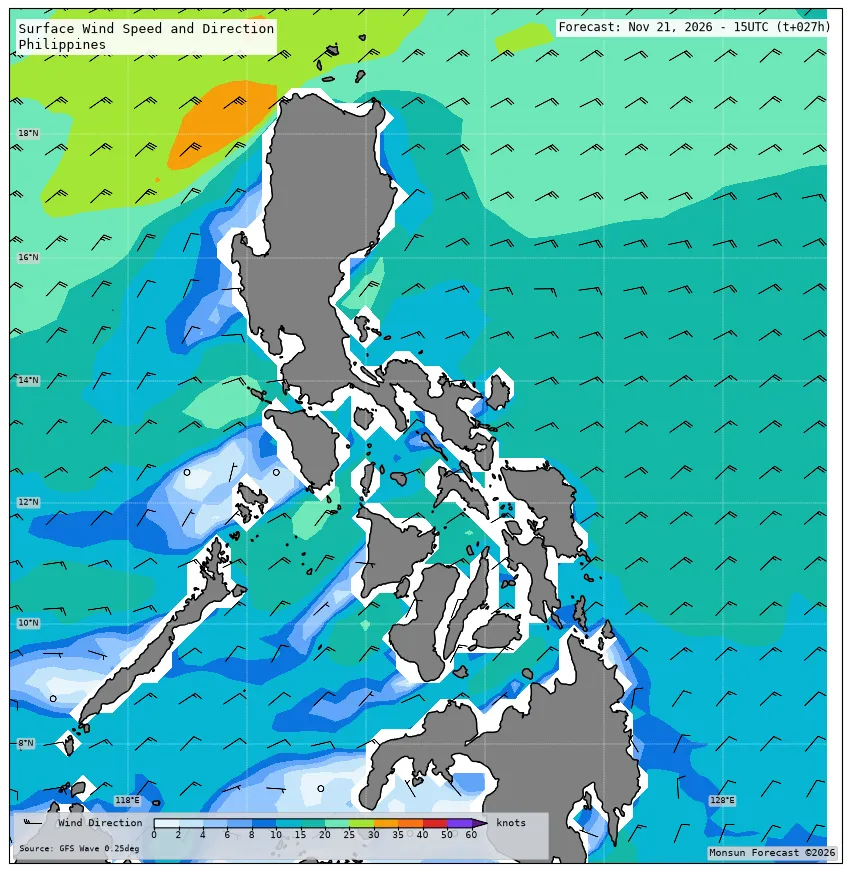 Surface Wind Speed and Direction
Philippines
Forecast: Nov 21, 2026 - 15UTC (t+027h)
18°N
16°N
14°N
12°N
10°N
8°N
118°E
128°E
Wind Direction
knots
0 2 4 6 8 10 15 20 25 30 35 40 50 60
Source: GFS Wave 0.25deg
Monsun Forecast ©2026